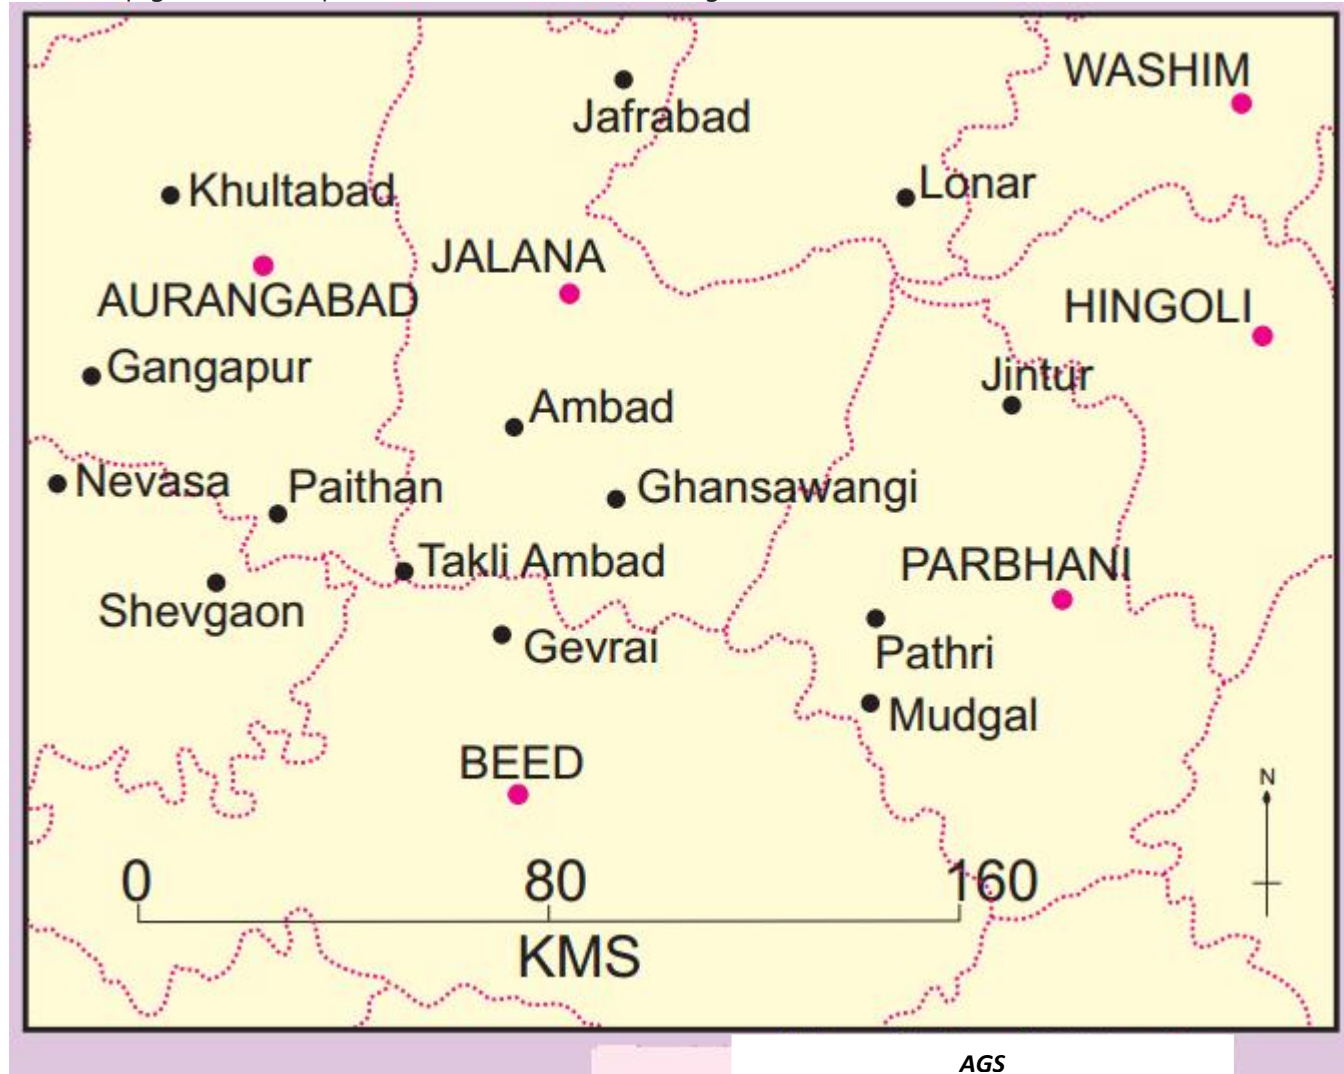 WASHIM
Jafrabad
Khultabad
Lonar
JALANA
AURANGABAD
HINGOLI
Gangapur
Jintur
Ambad
Nevasa
Paithan
Ghansawangi
Takli Ambad
PARBHANI
Shevgaon
Gevrai
Pathri
Mudgal
BEED
N
0 80 160
KMS
AGS